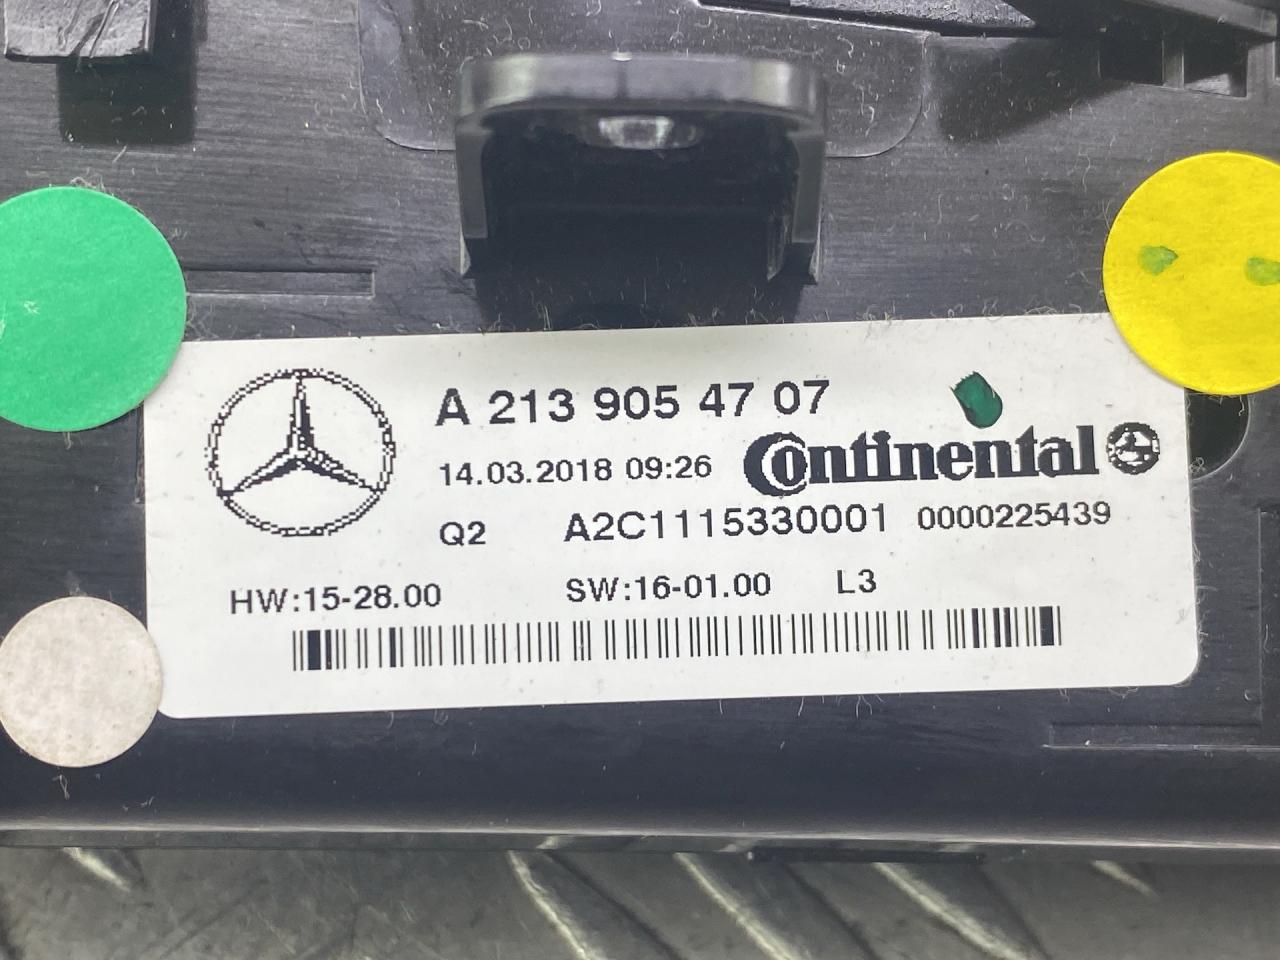 A 213 905 47 07
14.03.2018 09:26 Continental
Q2 A2C1115330001 0000225439
HW:15-28.00 SW:16-01.00 L3